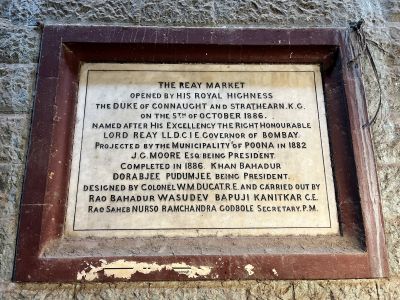 THE REAY MARKET
OPENED BY HIS ROYAL HIGHNESS
THE DUKE OF CONNAUGHT AND STRATHEARN.K.G.
ON THE 5TH OF OCTOBER 1886.
NAMED AFTER HIS EXCELLENCY THE RIGHT HONOURABLE
LORD REAY LL.D.C.I.E. GOVERNOR OF BOMBAY.
PROJECTED BY THE MUNICIPALITY OF POONA IN 1882
J.G. MOORE ESQ BEING PRESIDENT.
COMPLETED IN 1886. KHAN BAHADUR
DORABJEE PUDUMJEE BEING PRESIDENT.
DESIGNED BY COLONEL W.M DUCAT.R.E. AND CARRIED OUT BY
RAO BAHADUR WASUDEV BAPUJI KANITKAR C.E.
RAO SAHEB NURSO RAMCHANDRA GODBOLE SECRETARY. P.M.